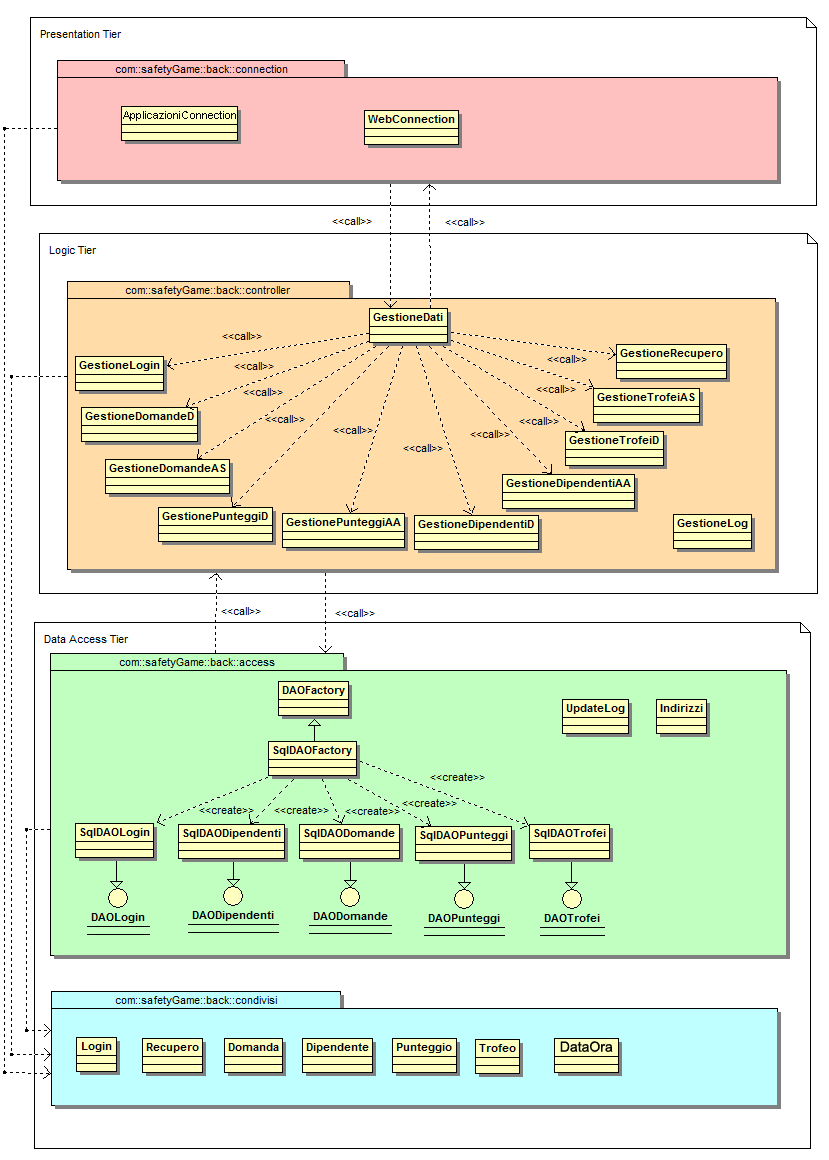 Presentation Tier
com::safetyGame::back::connection
ApplicazioniConnection
WebConnection
<<call>>
<<call>>
Logic Tier
com::safetyGame::back::controller
GestioneDati
<<call>>
GestioneLogin
<<call>>
GestioneDomandeD
<<call>>
GestioneDomandeAS
<<call>>
GestionePunteggiD
<<call>>
GestionePunteggiAA
<<call>>
GestioneDipendentiD
<<call>>
GestioneDipendentiAA
<<call>>
GestioneTrofeiD
<<call>>
GestioneTrofeiAS
<<call>>
GestioneRecupero
GestioneLog
<<call>>
<<call>>
Data Access Tier
com::safetyGame::back::access
DAOFactory
UpdateLog
Indirizzi
SqlDAOFactory
<<create>>
<<create>>
<<create>>
<<create>>
<<create>>
SqlDAOLogin
SqlDAODipendenti
SqlDAODomande
SqlDAOPunteggi
SqlDAOTrofei
DAOLogin
DAODipendenti
DAODomande
DAOPunteggi
DAOTrofei
com::safetyGame::back::condivisi
Login
Recupero
Domanda
Dipendente
Punteggio
Trofeo
DataOra